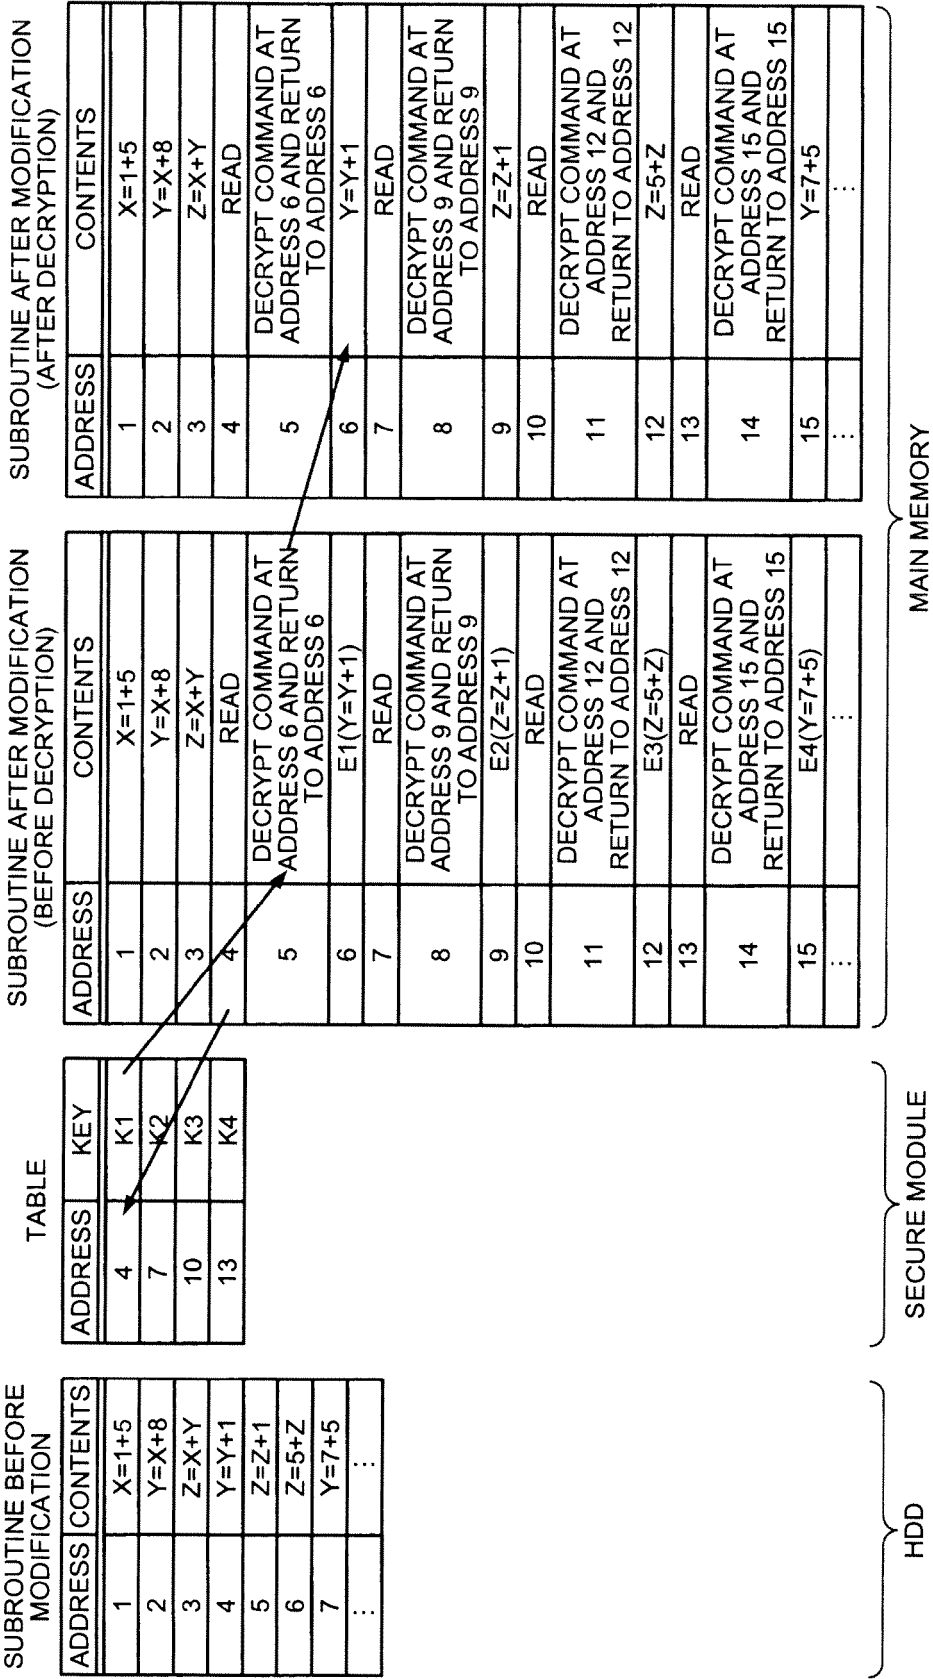 SUBROUTINE BEFORE
MODIFICATION
ADDRESS CONTENTS
1 X=1+5
2 Y=X+8
3 Z=X+Y
4 Y=Y+1
5 Z=Z+1
6 Z=5+Z
7 Y=7+5
⋮ ⋮
HDD
TABLE
ADDRESS KEY
4 K1
7 K2
10 K3
13 K4
SECURE MODULE
SUBROUTINE AFTER MODIFICATION
(BEFORE DECRYPTION)
ADDRESS CONTENTS
1 X=1+5
2 Y=X+8
3 Z=X+Y
4 READ
5 DECRYPT COMMAND AT
ADDRESS 6 AND RETURN
TO ADDRESS 6
6 E1(Y=Y+1)
7 READ
8 DECRYPT COMMAND AT
ADDRESS 9 AND RETURN
TO ADDRESS 9
9 E2(Z=Z+1)
10 READ
11 DECRYPT COMMAND AT
ADDRESS 12 AND
RETURN TO ADDRESS 12
12 E3(Z=5+Z)
13 READ
14 DECRYPT COMMAND AT
ADDRESS 15 AND
RETURN TO ADDRESS 15
15 E4(Y=7+5)
⋮ ⋮
SUBROUTINE AFTER MODIFICATION
(AFTER DECRYPTION)
ADDRESS CONTENTS
1 X=1+5
2 Y=X+8
3 Z=X+Y
4 READ
5 DECRYPT COMMAND AT
ADDRESS 6 AND RETURN
TO ADDRESS 6
6 Y=Y+1
7 READ
8 DECRYPT COMMAND AT
ADDRESS 9 AND RETURN
TO ADDRESS 9
9 Z=Z+1
10 READ
11 DECRYPT COMMAND AT
ADDRESS 12 AND
RETURN TO ADDRESS 12
12 Z=5+Z
13 READ
14 DECRYPT COMMAND AT
ADDRESS 15 AND
RETURN TO ADDRESS 15
15 Y=7+5
⋮ ⋮
MAIN MEMORY